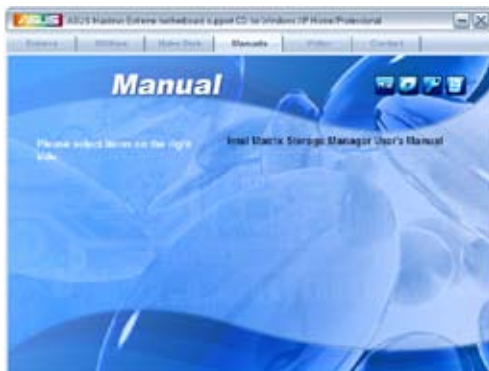 ASUS ASUS Maximus Extreme motherboard support CD for Windows XP Home/Professional
Drivers Utilities Make Disk Manuals Video Contact
Manual
Please select items on the right side.
Intel Matrix Storage Manager User's Manual